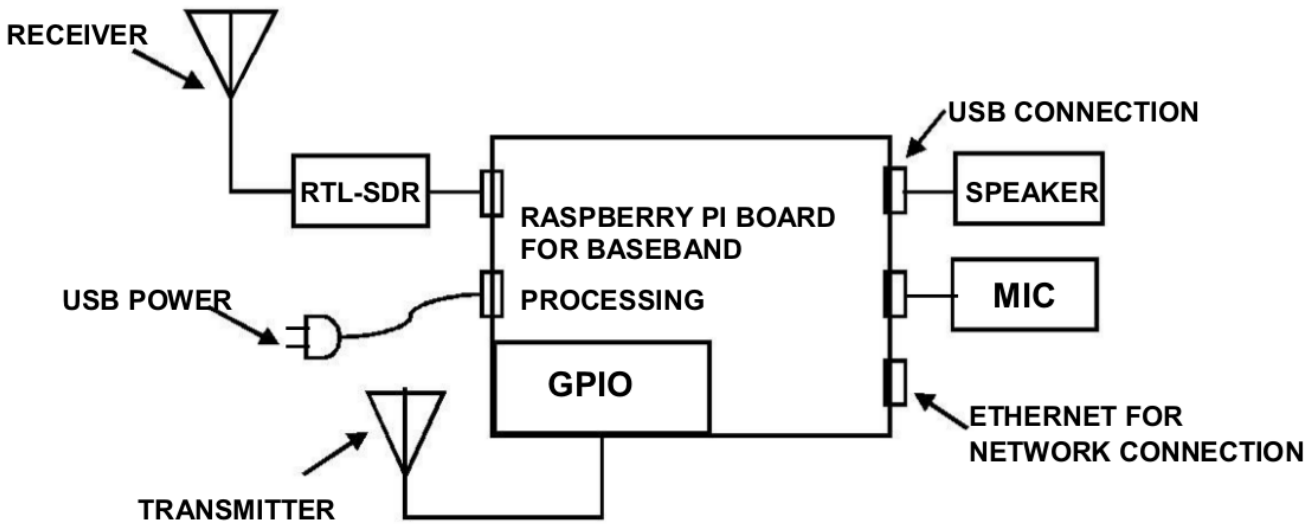 RECEIVER
USB CONNECTION
RTL-SDR
SPEAKER
RASPBERRY PI BOARD
FOR BASEBAND
PROCESSING
USB POWER
MIC
GPIO
ETHERNET FOR
NETWORK CONNECTION
TRANSMITTER